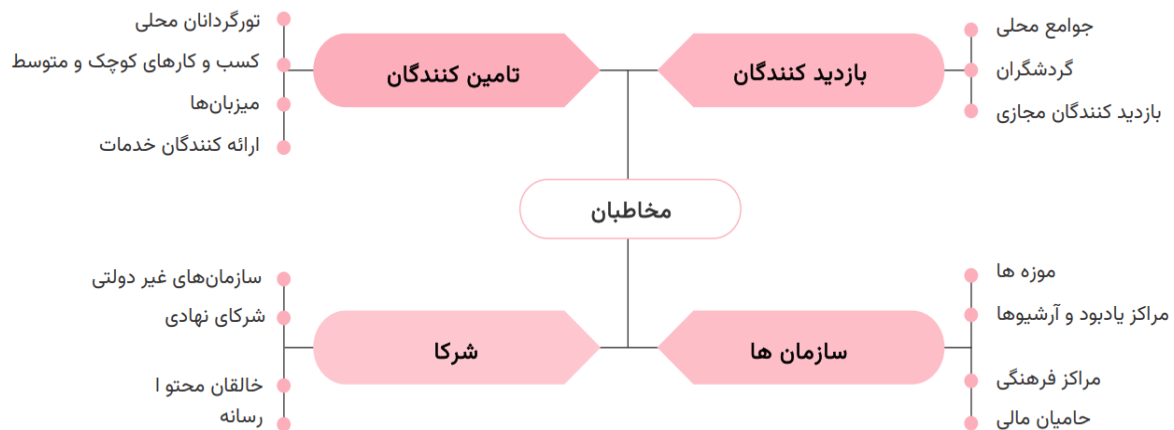 بازدید کنندگان
جوامع محلی
گردشگران
بازدید کنندگان مجازی
تامین کنندگان
تورگردانان محلی
کسب و کارهای کوچک و متوسط
میزبان‌ها
ارائه کنندگان خدمات
مخاطبان
سازمان ها
موزه ها
مراکز یادبود و آرشیوها
مراکز فرهنگی
حامیان مالی
شرکا
سازمان‌های غیر دولتی
شرکای نهادی
خالقان محتو ا
رسانه